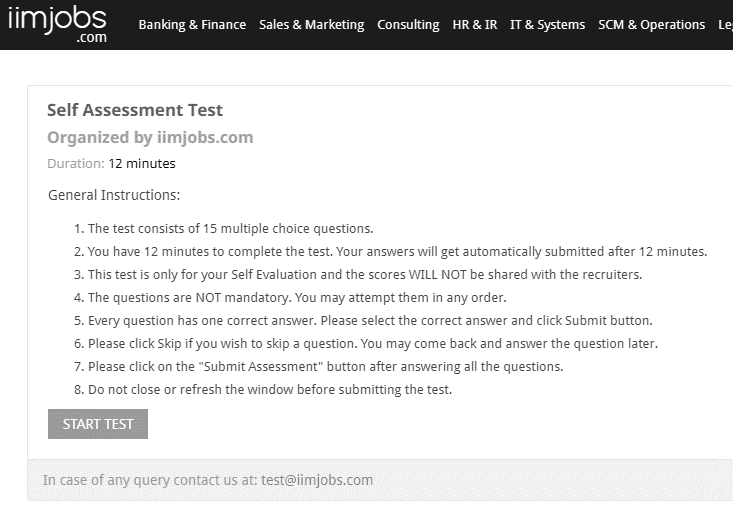 iimjobs
.com
Banking & Finance Sales & Marketing Consulting HR & IR IT & Systems SCM & Operations Le
Self Assessment Test
Organized by iimjobs.com
Duration: 12 minutes
General Instructions:
1. The test consists of 15 multiple choice questions.
2. You have 12 minutes to complete the test. Your answers will get automatically submitted after 12 minutes.
3. This test is only for your Self Evaluation and the scores WILL NOT be shared with the recruiters.
4. The questions are NOT mandatory. You may attempt them in any order.
5. Every question has one correct answer. Please select the correct answer and click Submit button.
6. Please click Skip if you wish to skip a question. You may come back and answer the question later.
7. Please click on the "Submit Assessment" button after answering all the questions.
8. Do not close or refresh the window before submitting the test.
START TEST
In case of any query contact us at: test@iimjobs.com